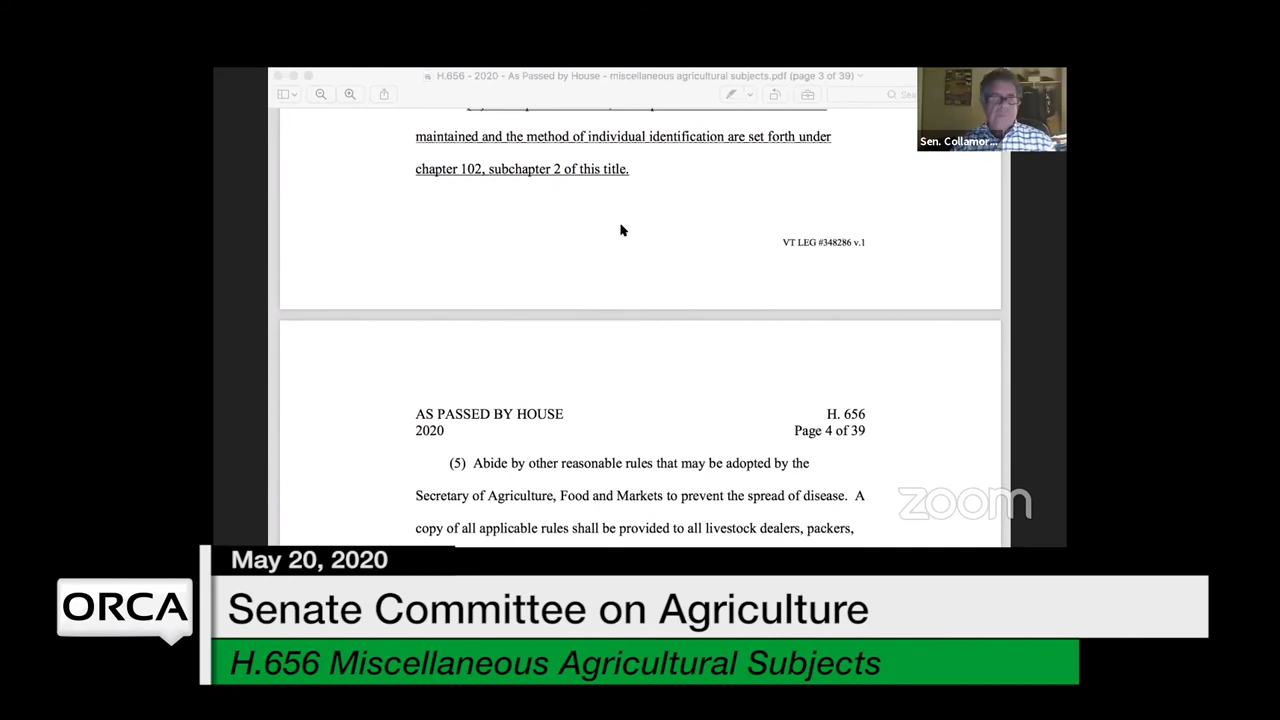 H.656 - 2020 - As Passed by House - miscellaneous agricultural subjects.pdf (page 3 of 39)
maintained and the method of individual identification are set forth under
chapter 102, subchapter 2 of this title.
Sen. Collamor...
VT LEG #348286 v.1
AS PASSED BY HOUSE H. 656
2020 Page 4 of 39
(5) Abide by other reasonable rules that may be adopted by the
Secretary of Agriculture, Food and Markets to prevent the spread of disease. A
copy of all applicable rules shall be provided to all livestock dealers, packers,
zoom
May 20, 2020
ORCA
Senate Committee on Agriculture
H.656 Miscellaneous Agricultural Subjects